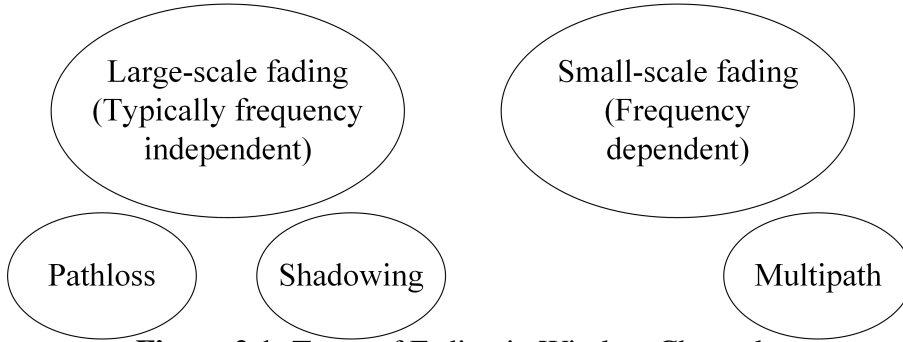 Large-scale fading
(Typically frequency
independent)
Small-scale fading
(Frequency
dependent)
Pathloss
Shadowing
Multipath